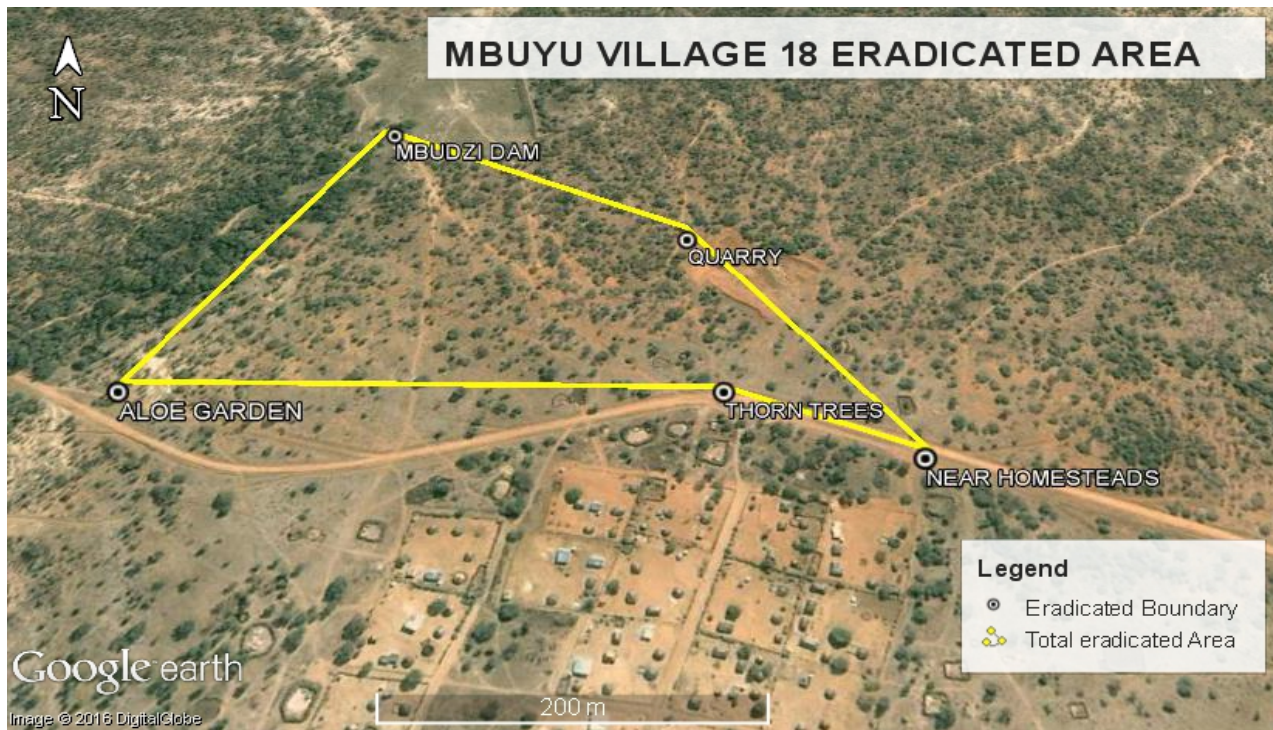 MBUYU VILLAGE 18 ERADICATED AREA
N
MBUDZI DAM
QUARRY
ALOE GARDEN
THORN TREES
NEAR HOMESTEADS
Legend
Eradicated Boundary
Total eradicated Area
Google earth
200 m
Image © 2016 DigitalGlobe